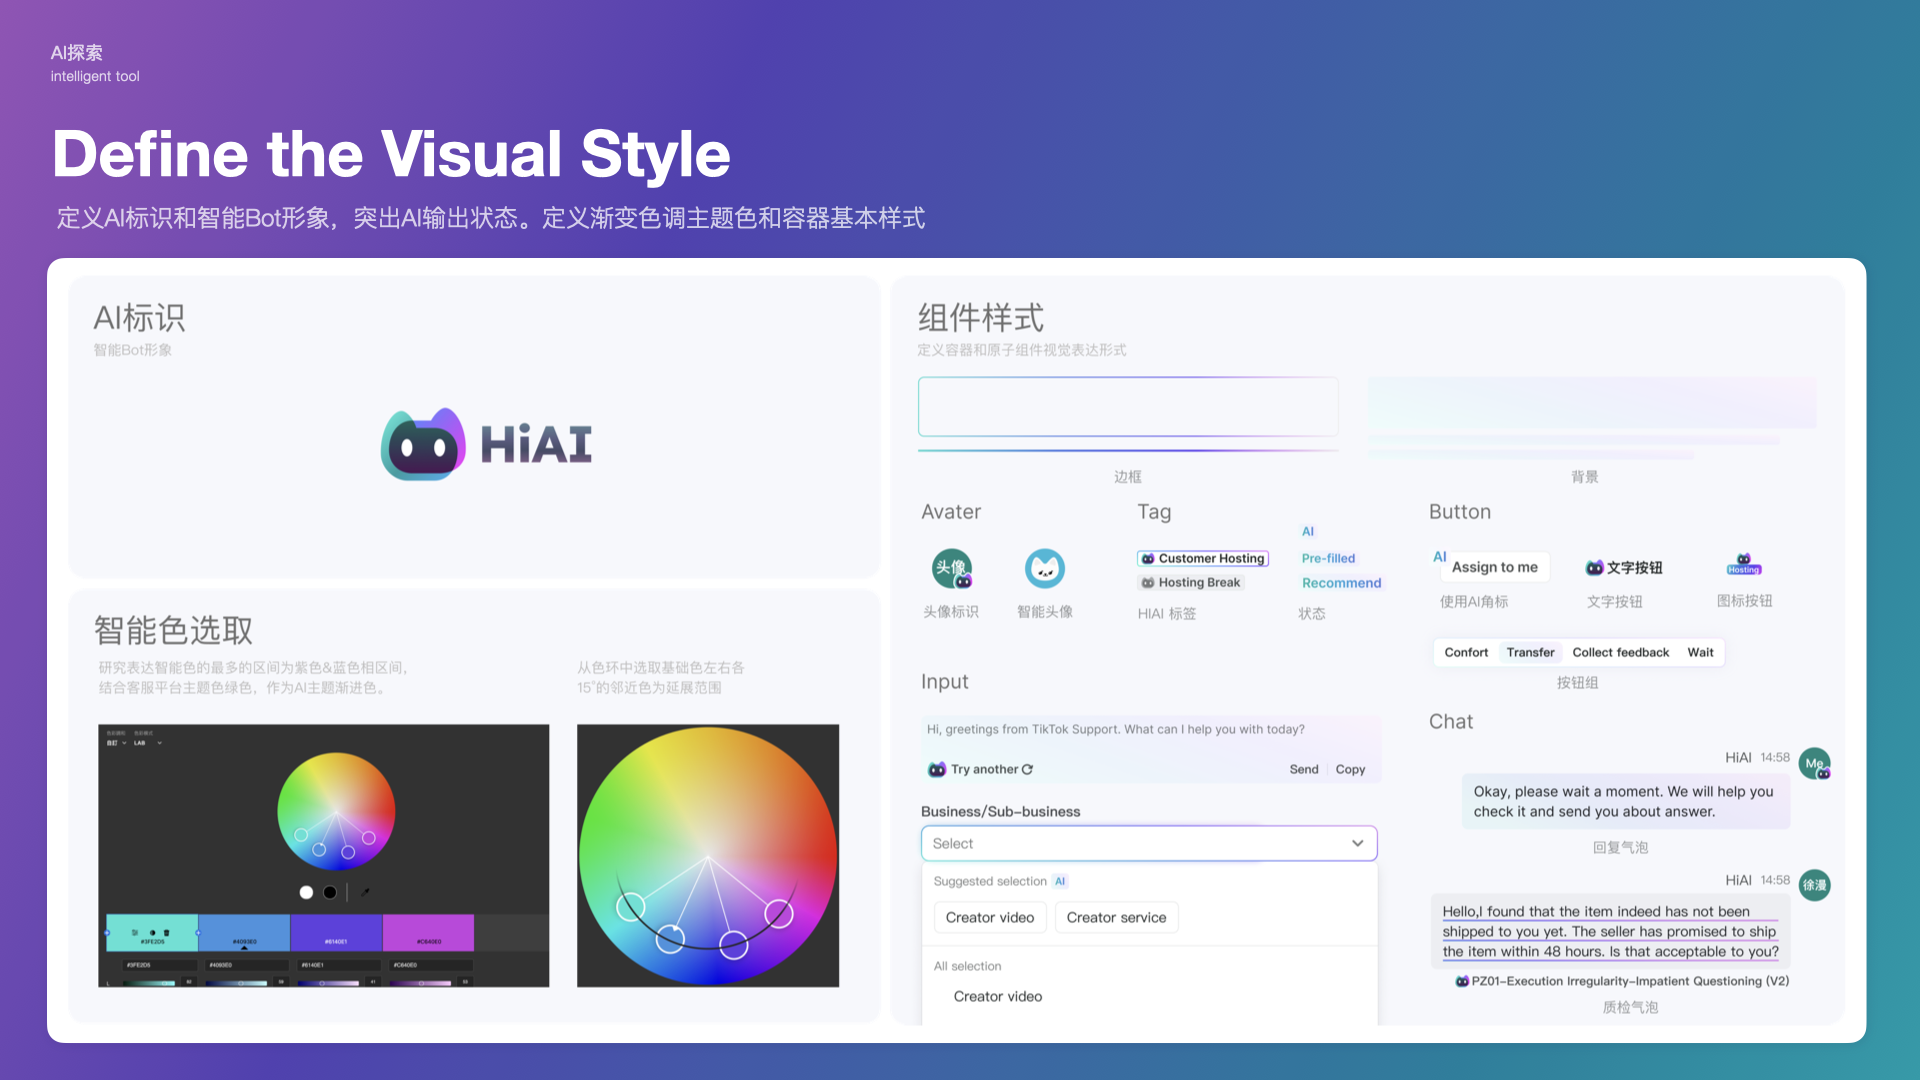 AI探索
intelligent tool
Define the Visual Style
定义AI标识和智能Bot形象，突出AI输出状态。定义渐变色调主题色和容器基本样式
AI标识
智能Bot形象
HiAI
智能色选取
研究表达智能色的最多的区间为紫色&蓝色相区间，
结合客服平台主题色绿色，作为AI主题渐进色。
从色环中选取基础色左右各
15°的邻近色为延展范围
自訂
LAB
#3FE2D5
#4093E0
#6140E1
#C640E0
#3FE2D5
#4093E0
#6140E1
#C640E0
L
组件样式
定义容器和原子组件视觉表达形式
边框
背景
Avater
头像
头像标识
智能头像
Tag
Customer Hosting
Hosting Break
HIAI 标签
AI
Pre-filled
Recommend
状态
Button
AI
Assign to me
使用AI角标
文字按钮
文字按钮
Hosting
图标按钮
Confort
Transfer
Collect feedback
Wait
按钮组
Input
Hi, greetings from TikTok Support. What can I help you with today?
Try another
Send
Copy
Business/Sub-business
Select
Suggested selection
AI
Creator video
Creator service
All selection
Creator video
Chat
HiAI 14:58
Me
Okay, please wait a moment. We will help you
check it and send you about answer.
回复气泡
HiAI 14:58
徐漫
Hello,I found that the item indeed has not been
shipped to you yet. The seller has promised to ship
the item within 48 hours. Is that acceptable to you?
PZ01-Execution Irregularity-Impatient Questioning (V2)
质检气泡